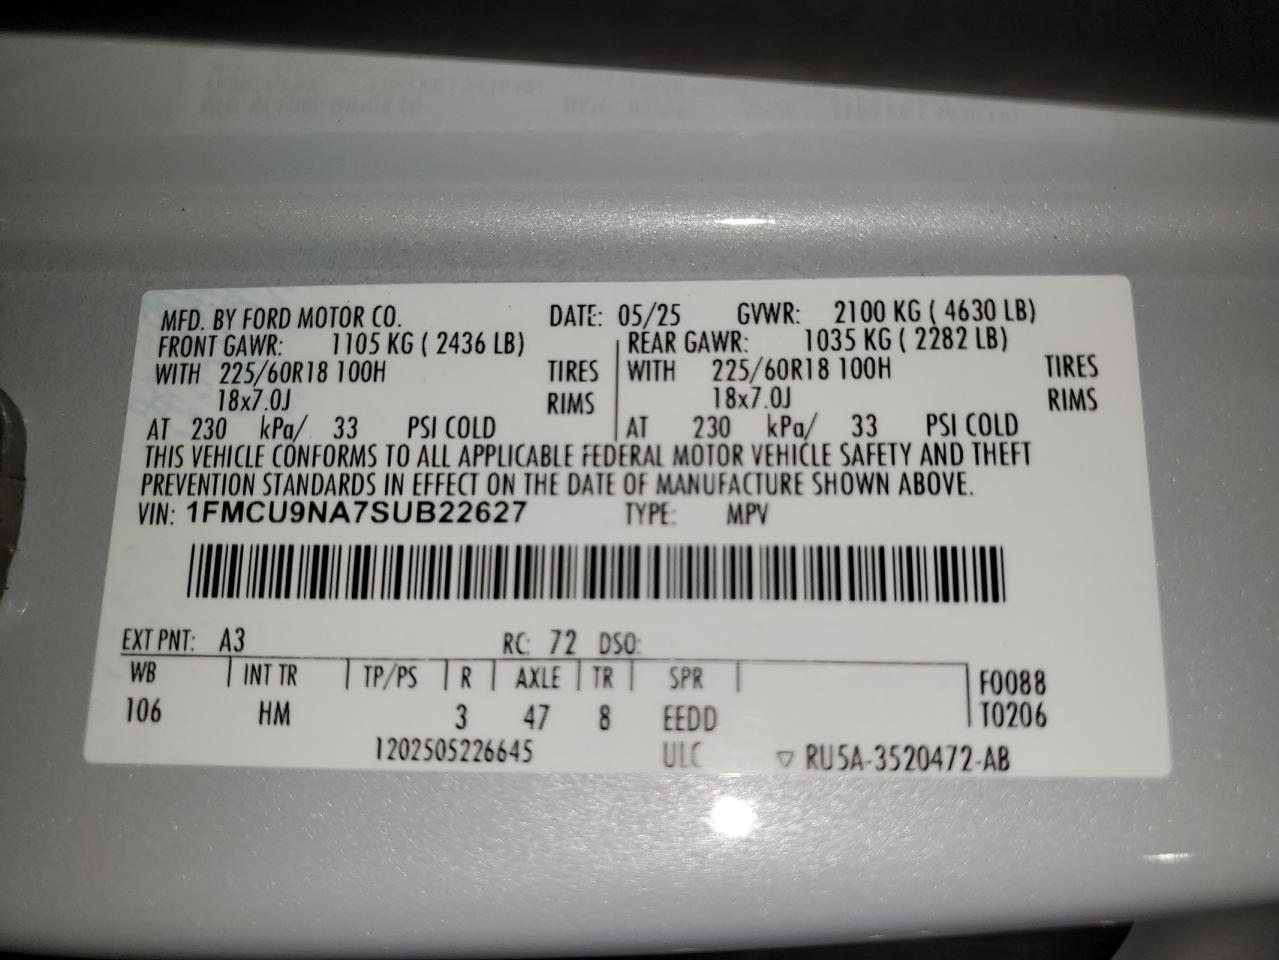 MFD. BY FORD MOTOR CO. DATE: 05/25 GVWR: 2100 KG ( 4630 LB)
FRONT GAWR: 1105 KG ( 2436 LB) REAR GAWR: 1035 KG ( 2282 LB)
WITH 225/60R18 100H TIRES WITH 225/60R18 100H TIRES
18x7.0J RIMS 18x7.0J RIMS
AT 230 kPa/ 33 PSI COLD AT 230 kPa/ 33 PSI COLD
THIS VEHICLE CONFORMS TO ALL APPLICABLE FEDERAL MOTOR VEHICLE SAFETY AND THEFT
PREVENTION STANDARDS IN EFFECT ON THE DATE OF MANUFACTURE SHOWN ABOVE.
VIN: 1FMCU9NA7SUB22627 TYPE: MPV
EXT PNT: A3 RC: 72 DSO:
WB INT TR TP/PS R AXLE TR SPR F0088
106 HM 3 47 8 EEDD T0206
1202505226645 ULC ▽ RU5A-3520472-AB